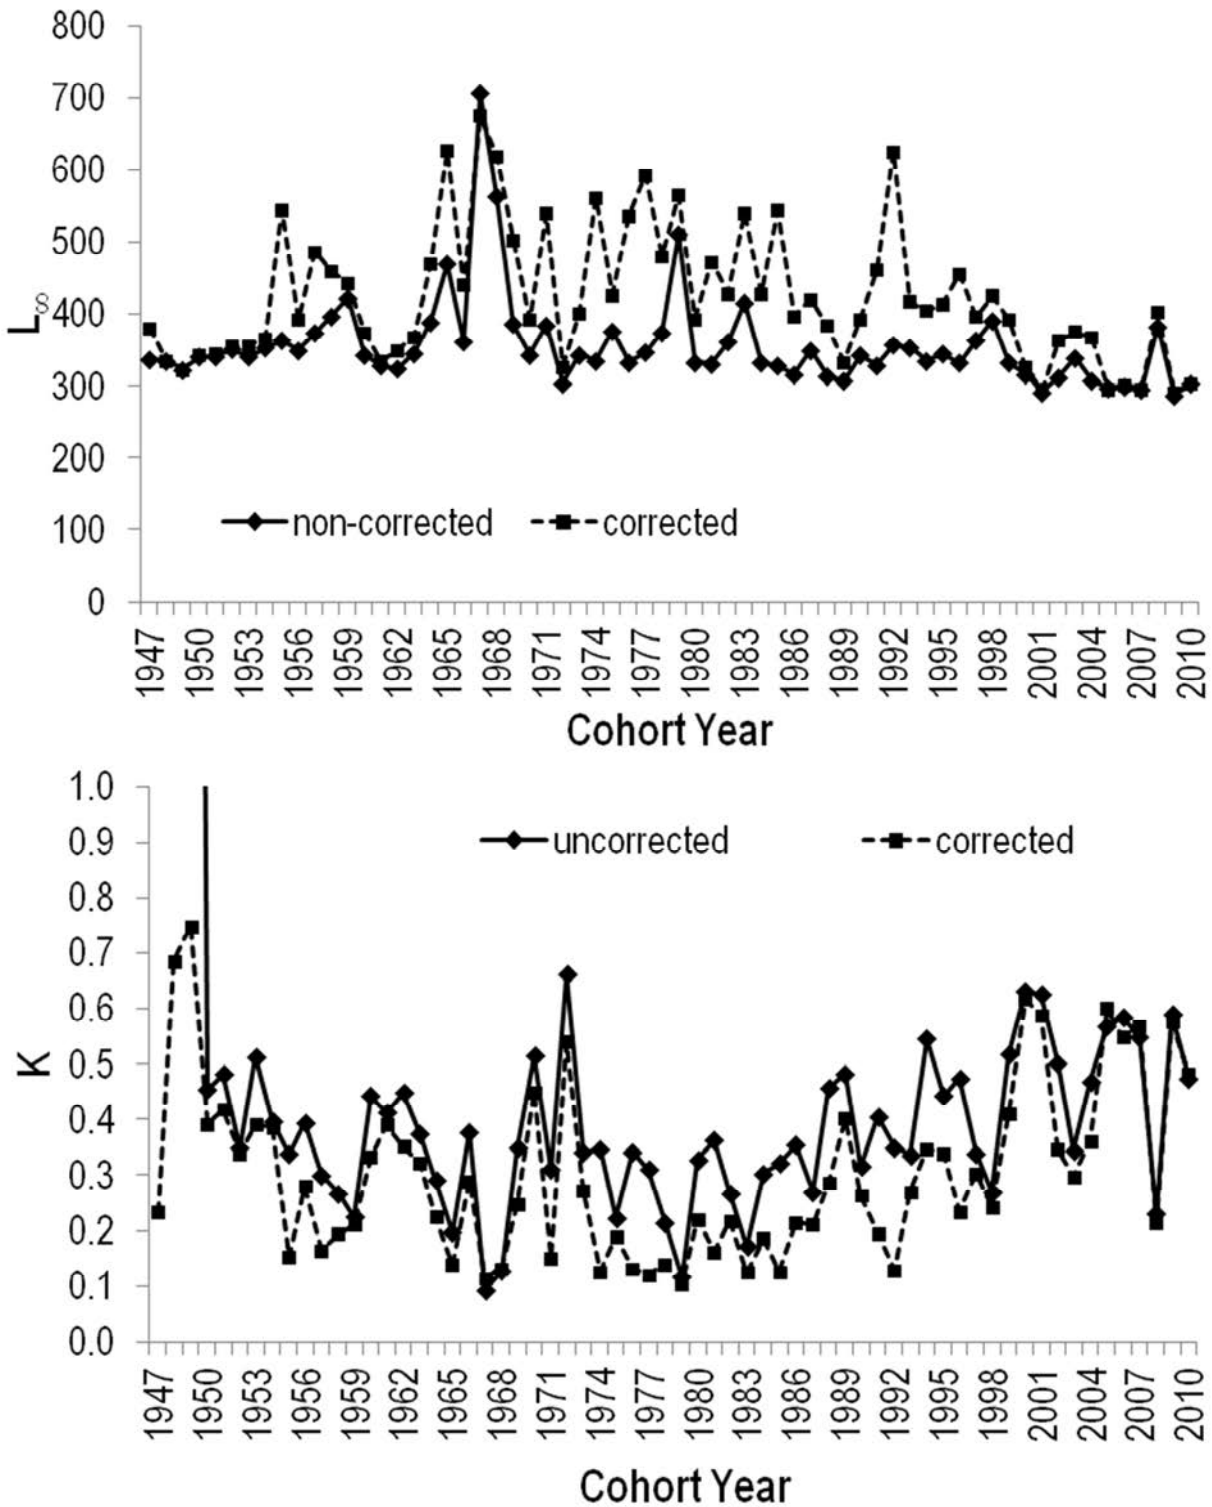 800
700
600
500
400
300
200
100
0
L∞
non-corrected corrected
1947 1950 1953 1956 1959 1962 1965 1968 1971 1974 1977 1980 1983 1986 1989 1992 1995 1998 2001 2004 2007 2010
Cohort Year
1.0
0.9
0.8
0.7
0.6
0.5
0.4
0.3
0.2
0.1
0.0
K
uncorrected corrected
1947 1950 1953 1956 1959 1962 1965 1968 1971 1974 1977 1980 1983 1986 1989 1992 1995 1998 2001 2004 2007 2010
Cohort Year